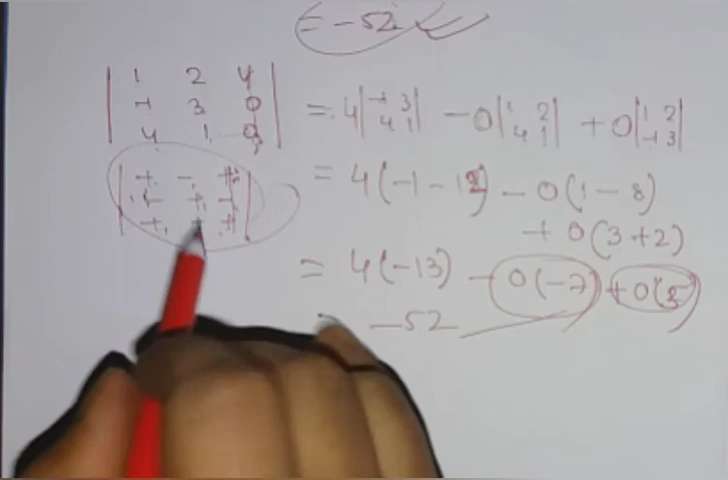 = -52
| 1 2 4 | = 4 | -1 3 | - 0 | 1 2 | + 0 | 1 2 |
| -1 3 0 | | 4 1 | | 4 1 | | -1 3 |
| 4 1 0 |
| + - + | = 4(-1-12) - 0(1-8)
| - + - | + 0(3+2)
| + |
= 4(-13) - 0(-7) + 0(5
-52